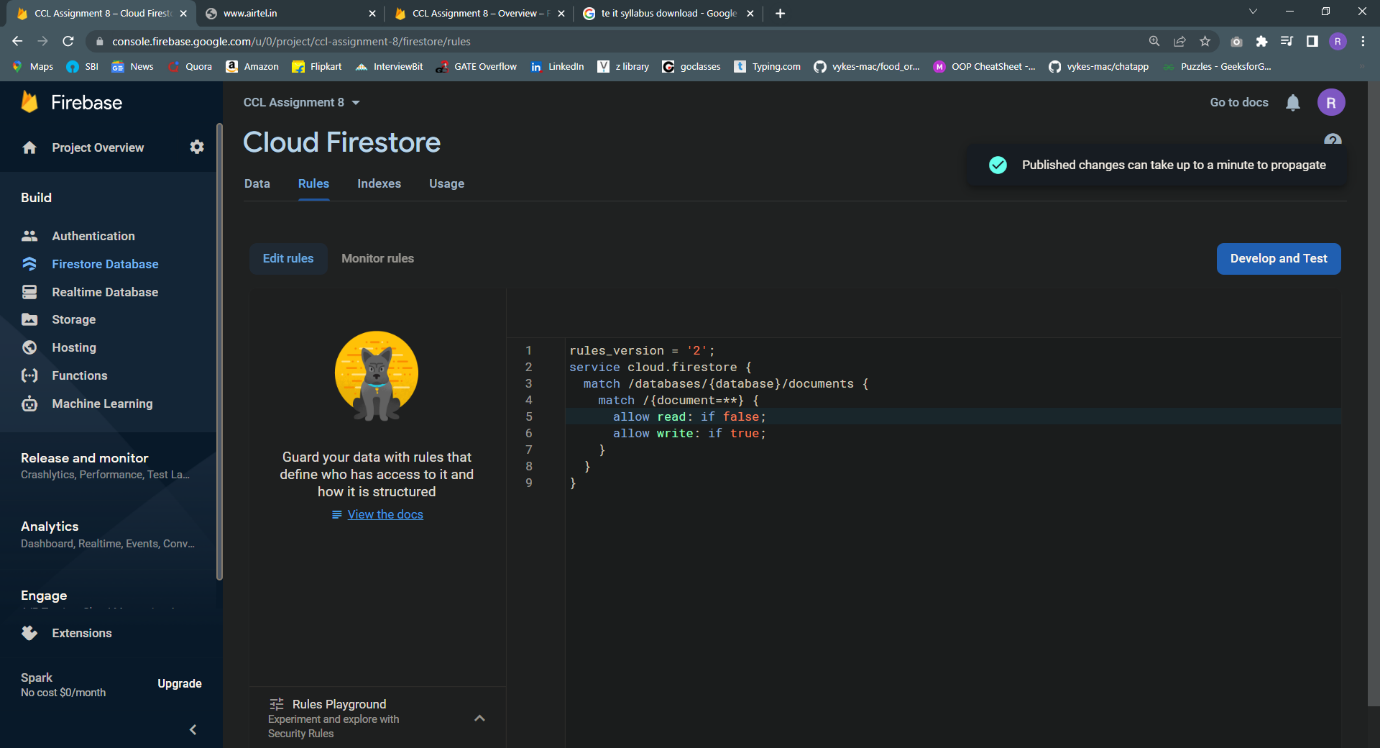 CCL Assignment 8 – Cloud Firest
www.airtel.in
CCL Assignment 8 – Overview –
te it syllabus download - Google
console.firebase.google.com/u/0/project/ccl-assignment-8/firestore/rules
R
Maps
SBI
News
Quora
Amazon
Flipkart
InterviewBit
GATE Overflow
LinkedIn
z library
goclasses
Typing.com
vykes-mac/food_or...
OOP CheatSheet -...
vykes-mac/chatapp
Puzzles - GeeksforG...
Firebase
CCL Assignment 8
Go to docs
R
Project Overview
Cloud Firestore
Published changes can take up to a minute to propagate
Data
Rules
Indexes
Usage
Build
Authentication
Firestore Database
Realtime Database
Storage
Hosting
Functions
Machine Learning
Release and monitor
Crashlytics, Performance, Test La...
Analytics
Dashboard, Realtime, Events, Conv...
Engage
Extensions
Spark
No cost $0/month
Upgrade
Edit rules
Monitor rules
Develop and Test
Guard your data with rules that
define who has access to it and
how it is structured
View the docs
Rules Playground
Experiment and explore with
Security Rules
1 rules_version = '2';
2 service cloud.firestore {
3 match /databases/{database}/documents {
4 match /{document=**} {
5 allow read: if false;
6 allow write: if true;
7 }
8 }
9 }